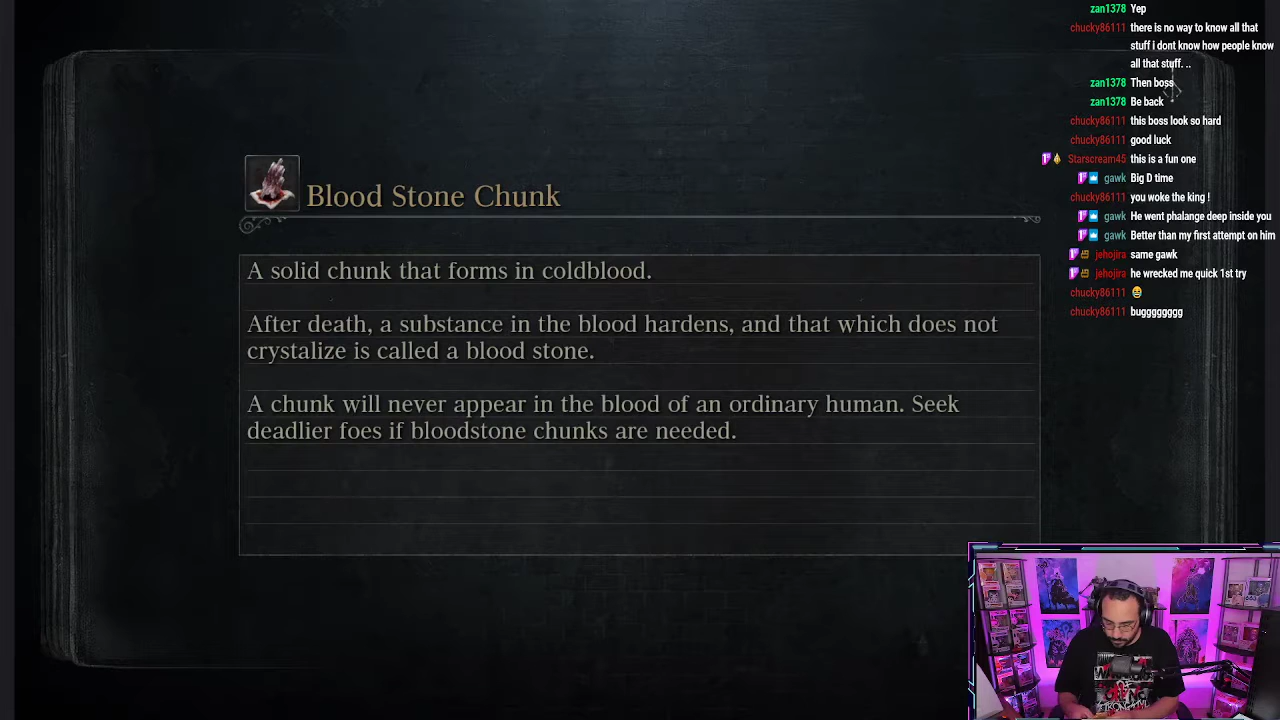 Blood Stone Chunk
A solid chunk that forms in coldblood.
After death, a substance in the blood hardens, and that which does not
crystalize is called a blood stone.
A chunk will never appear in the blood of an ordinary human. Seek
deadlier foes if bloodstone chunks are needed.
zan1378 Yep
chucky86111 there is no way to know all that
stuff I dont know how people know
all that stuff. ..
zan1378 Then boss
zan1378 Be back
chucky86111 this boss look so hard
chucky86111 good luck
Starscream45 this is a fun one
gawk Big D time
chucky86111 you woke the king !
gawk He went phalange deep inside you
gawk Better than my first attempt on him
jehojira same gawk
jehojira he wrecked me quick 1st try
chucky86111 😆
chucky86111 bugggggggg